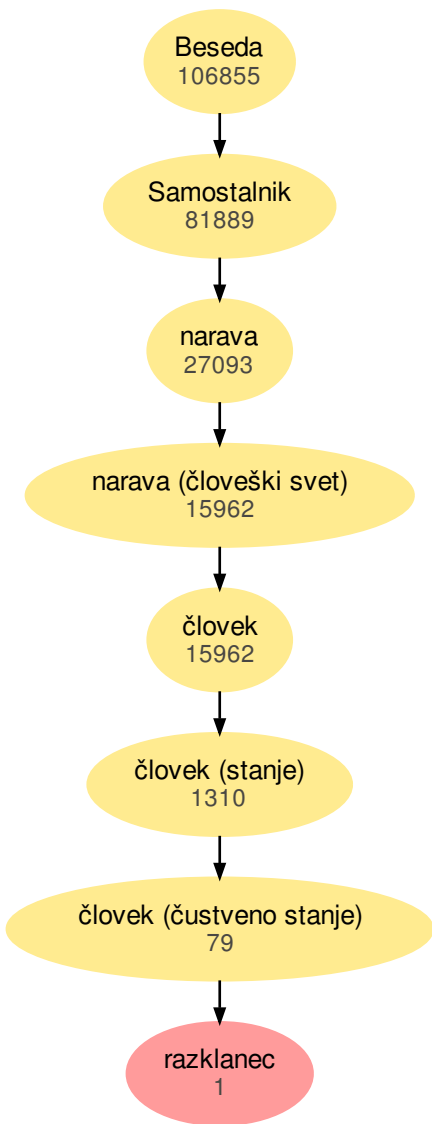 Beseda
106855
Samostalnik
81889
narava
27093
narava (človeški svet)
15962
človek
15962
človek (stanje)
1310
človek (čustveno stanje)
79
razklanec
1